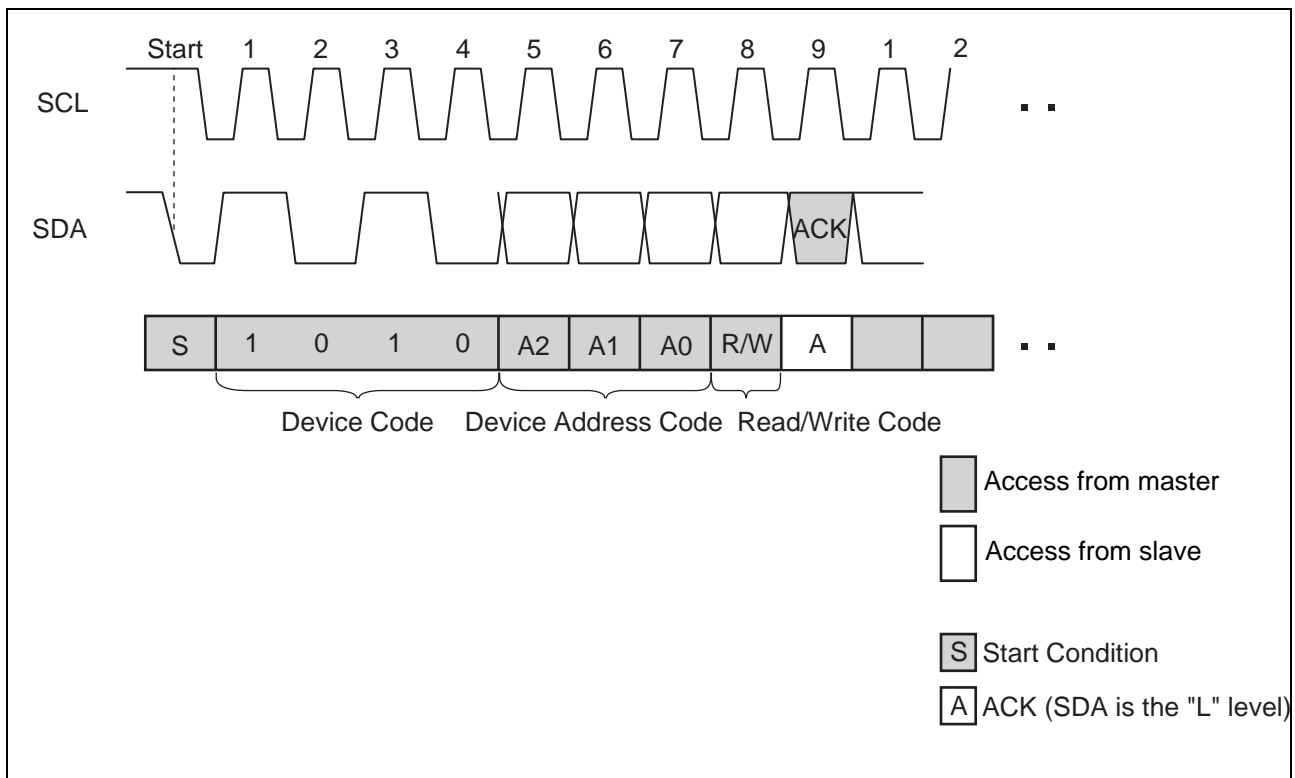 Start 1 2 3 4 5 6 7 8 9 1 2
SCL
SDA
ACK
S 1 0 1 0 A2 A1 A0 R/W A
Device Code Device Address Code Read/Write Code
Access from master
Access from slave
S Start Condition
A ACK (SDA is the "L" level)